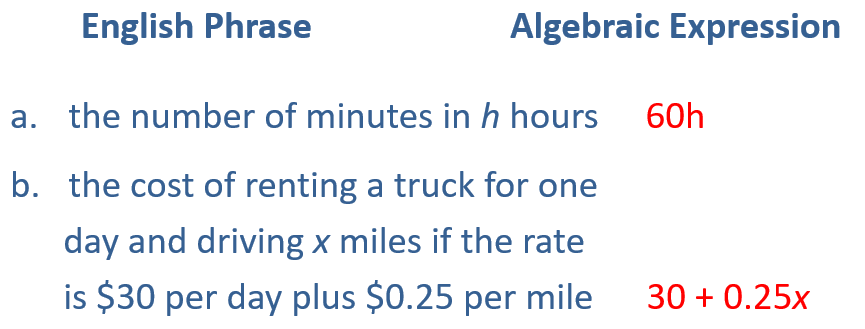 English Phrase Algebraic Expression
a. the number of minutes in h hours 60h
b. the cost of renting a truck for one
day and driving x miles if the rate
is $30 per day plus $0.25 per mile 30 + 0.25x